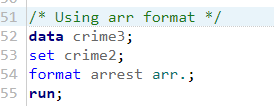 51 /* Using arr format */
52 data crime3;
53 set crime2;
54 format arrest arr.;
55 run;